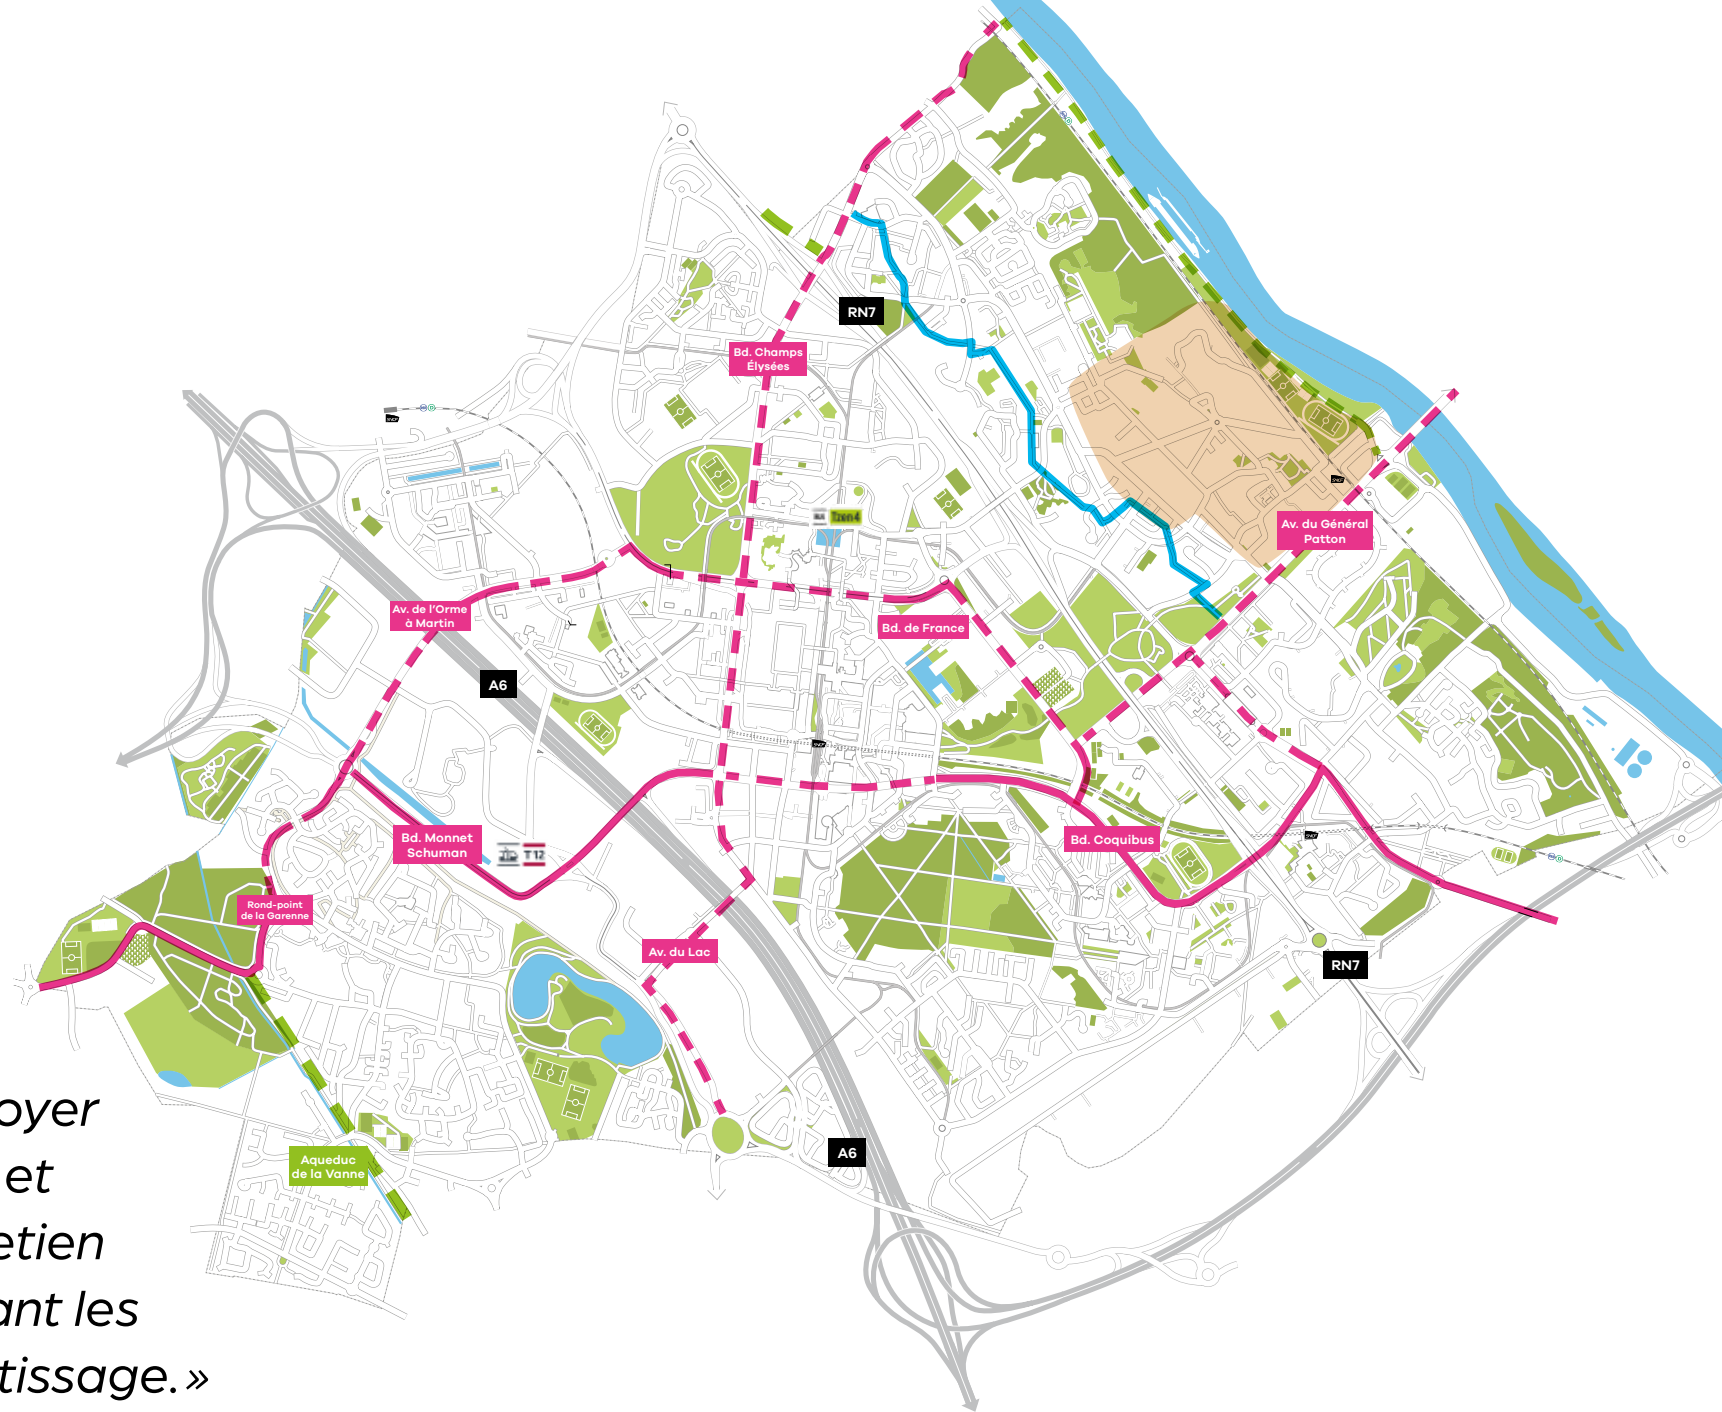 RN7
Bd. Champs
Élysées
Tzen4
Av. du Général
Patton
Av. de l'Orme
à Martin
Bd. de France
A6
Bd. Monnet
Schuman
T12
Bd. Coquibus
Rond-point
de la Garenne
Av. du Lac
RN7
oyer
et
etien
ant les
tissage. »
A6
Aqueduc
de la Vanne